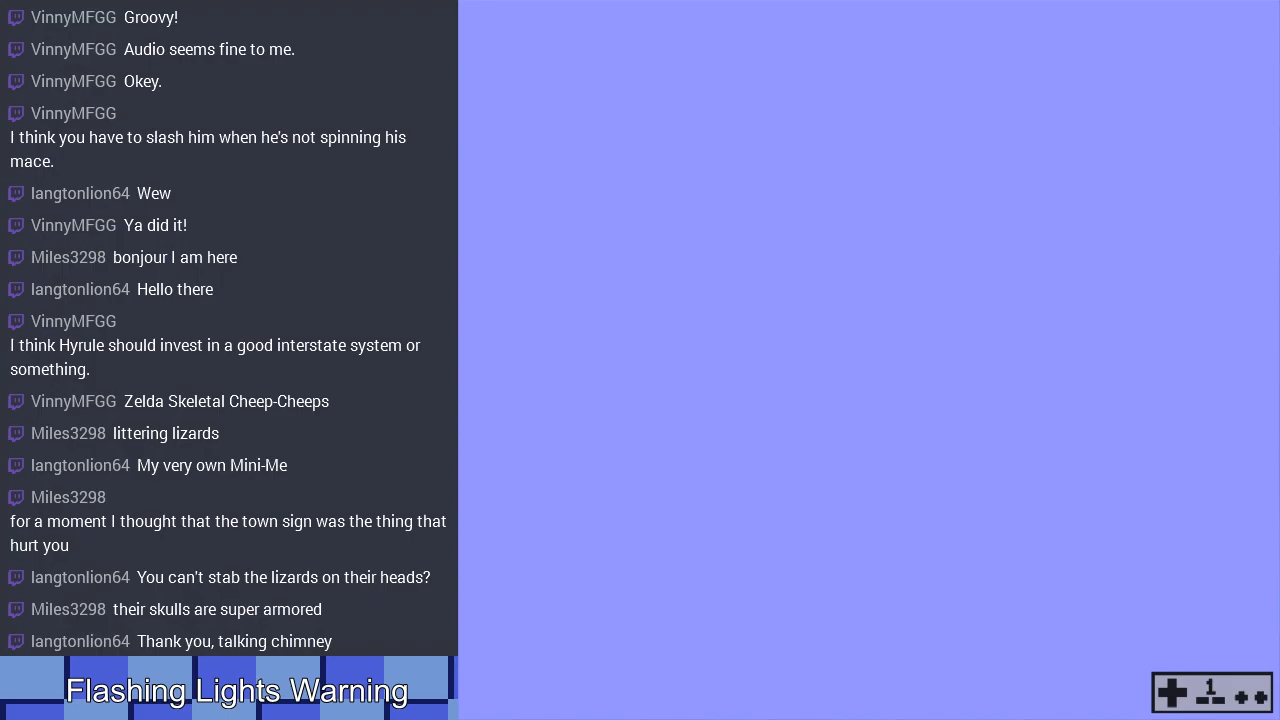 VinnyMFGG Groovy!
VinnyMFGG Audio seems fine to me.
VinnyMFGG Okey.
VinnyMFGG
I think you have to slash him when he's not spinning his
mace.
langtonlion64 Wew
VinnyMFGG Ya did it!
Miles3298 bonjour I am here
langtonlion64 Hello there
VinnyMFGG
I think Hyrule should invest in a good interstate system or
something.
VinnyMFGG Zelda Skeletal Cheep-Cheeps
Miles3298 littering lizards
langtonlion64 My very own Mini-Me
Miles3298
for a moment I thought that the town sign was the thing that
hurt you
langtonlion64 You can't stab the lizards on their heads?
Miles3298 their skulls are super armored
langtonlion64 Thank you, talking chimney
Flashing Lights Warning
1